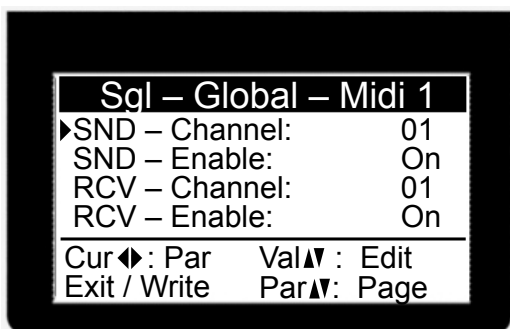 Sgl – Global – Midi 1
SND – Channel: 01
SND – Enable: On
RCV – Channel: 01
RCV – Enable: On
Cur◀▶: Par Val▲▼: Edit
Exit / Write Par▲▼: Page